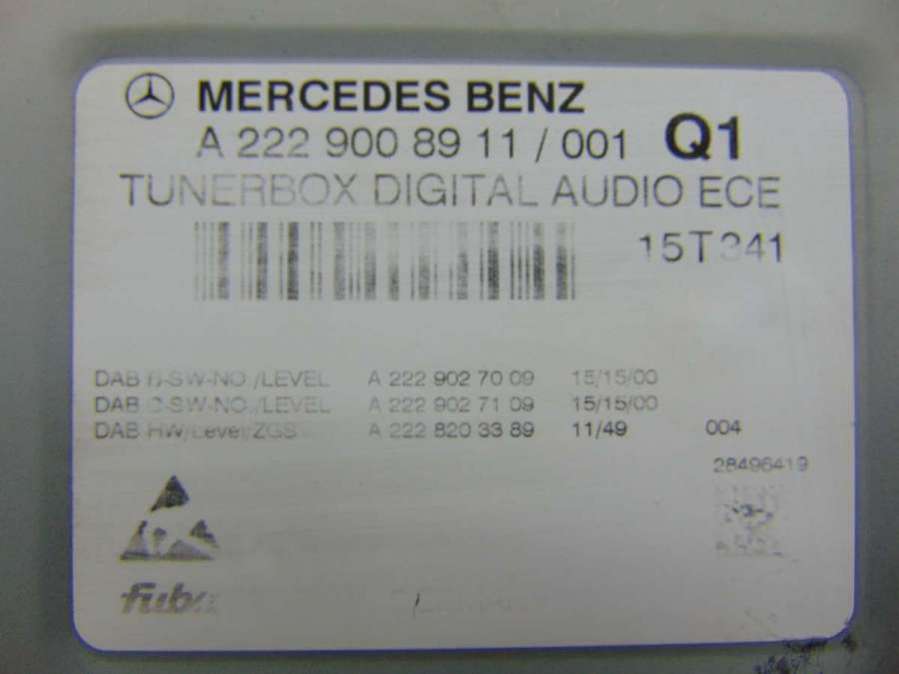 MERCEDES BENZ
A 222 900 89 11 / 001 Q1
TUNERBOX DIGITAL AUDIO ECE
15T341
DAB B-SW-NO./LEVEL A 222 902 70 09 15/15/00
DAB C-SW-NO./LEVEL A 222 902 71 09 15/15/00
DAB HW/Level/ZGS A 222 820 33 89 11/49 004
28496419
fuba